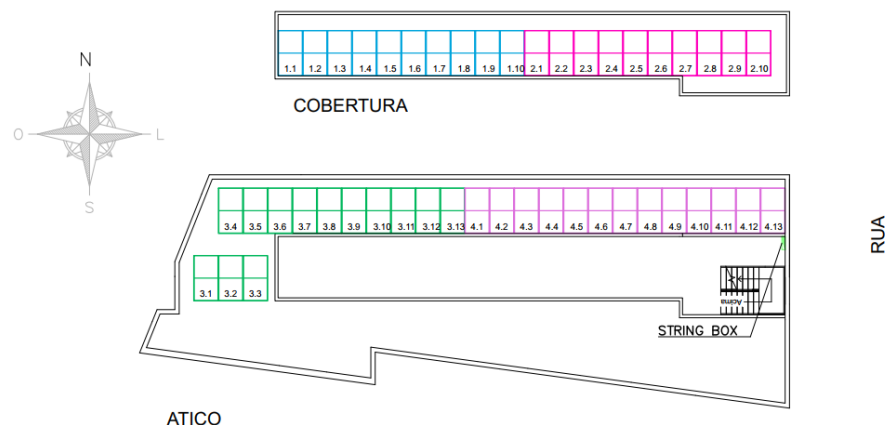 1.1 1.2 1.3 1.4 1.5 1.6 1.7 1.8 1.9 1.10 2.1 2.2 2.3 2.4 2.5 2.6 2.7 2.8 2.9 2.10
COBERTURA
N
O L
S
3.4 3.5 3.6 3.7 3.8 3.9 3.10 3.11 3.12 3.13 4.1 4.2 4.3 4.4 4.5 4.6 4.7 4.8 4.9 4.10 4.11 4.12 4.13
RUA
3.1 3.2 3.3
Acima
STRING BOX
ATICO